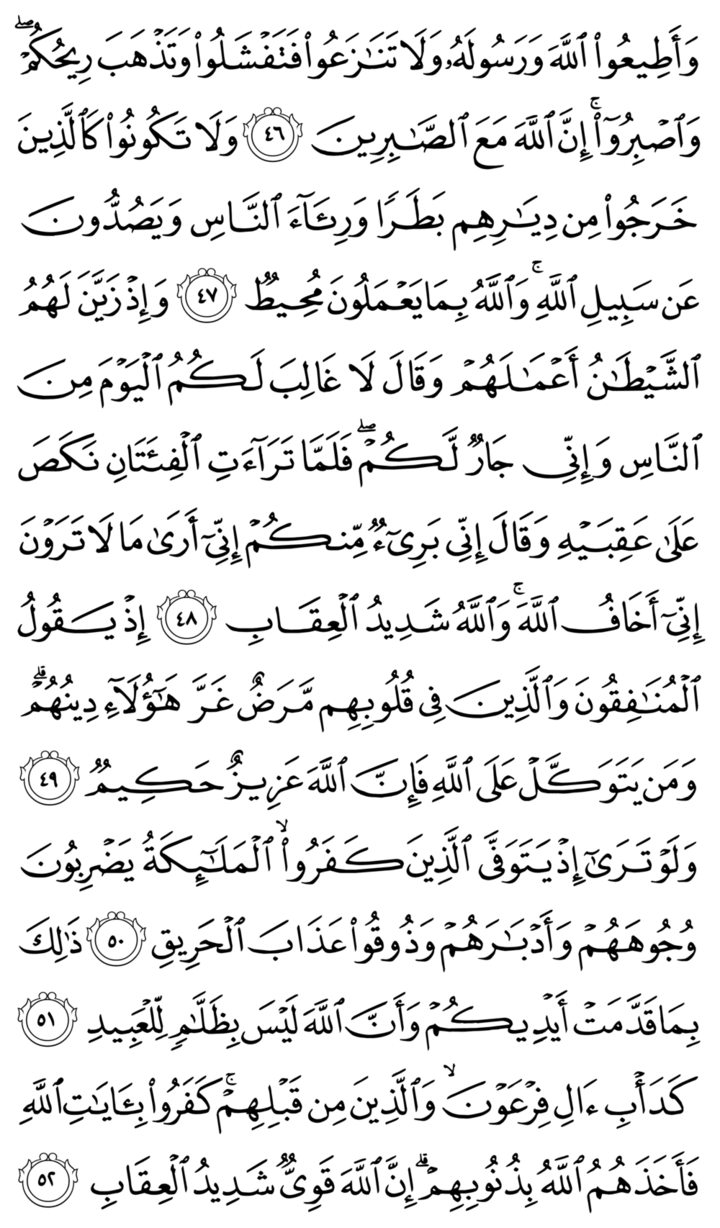 وَأَطِيعُوا۟ ٱللَّهَ وَرَسُولَهُۥ وَلَا تَنَـٰزَعُوا۟ فَتَفْشَلُوا۟ وَتَذْهَبَ رِيحُكُمْ ۖ
وَٱصْبِرُوٓا۟ ۚ إِنَّ ٱللَّهَ مَعَ ٱلصَّـٰبِرِينَ ٤٦ وَلَا تَكُونُوا۟ كَٱلَّذِينَ
خَرَجُوا۟ مِن دِيَـٰرِهِم بَطَرًا وَرِئَآءَ ٱلنَّاسِ وَيَصُدُّونَ
عَن سَبِيلِ ٱللَّهِ ۚ وَٱللَّهُ بِمَا يَعْمَلُونَ مُحِيطٌ ٤٧ وَإِذْ زَيَّنَ لَهُمُ
ٱلشَّيْطَـٰنُ أَعْمَـٰلَهُمْ وَقَالَ لَا غَالِبَ لَكُمُ ٱلْيَوْمَ مِنَ
ٱلنَّاسِ وَإِنِّى جَارٌ لَّكُمْ ۖ فَلَمَّا تَرَآءَتِ ٱلْفِئَتَانِ نَكَصَ
عَلَىٰ عَقِبَيْهِ وَقَالَ إِنِّى بَرِىٓءٌ مِّنكُمْ إِنِّىٓ أَرَىٰ مَا لَا تَرَوْنَ
إِنِّىٓ أَخَافُ ٱللَّهَ ۚ وَٱللَّهُ شَدِيدُ ٱلْعِقَابِ ٤٨ إِذْ يَقُولُ
ٱلْمُنَـٰفِقُونَ وَٱلَّذِينَ فِى قُلُوبِهِم مَّرَضٌ غَرَّ هَـٰٓؤُلَآءِ دِينُهُمْ ۗ
وَمَن يَتَوَكَّلْ عَلَى ٱللَّهِ فَإِنَّ ٱللَّهَ عَزِيزٌ حَكِيمٌ ٤٩
وَلَوْ تَرَىٰٓ إِذْ يَتَوَفَّى ٱلَّذِينَ كَفَرُوا۟ ۙ ٱلْمَلَـٰٓئِكَةُ يَضْرِبُونَ
وُجُوهَهُمْ وَأَدْبَـٰرَهُمْ وَذُوقُوا۟ عَذَابَ ٱلْحَرِيقِ ٥٠ ذَٰلِكَ
بِمَا قَدَّمَتْ أَيْدِيكُمْ وَأَنَّ ٱللَّهَ لَيْسَ بِظَلَّـٰمٍ لِّلْعَبِيدِ ٥١
كَدَأْبِ ءَالِ فِرْعَوْنَ ۙ وَٱلَّذِينَ مِن قَبْلِهِمْ ۚ كَفَرُوا۟ بِـَٔايَـٰتِ ٱللَّهِ
فَأَخَذَهُمُ ٱللَّهُ بِذُنُوبِهِمْ ۗ إِنَّ ٱللَّهَ قَوِىٌّ شَدِيدُ ٱلْعِقَابِ ٥٢